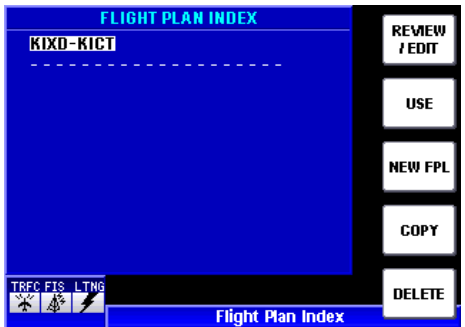 FLIGHT PLAN INDEX
KIXD-KICT
- - - - - - - - - - - - - - - - - - - - -
REVIEW
/ EDIT
USE
NEW FPL
COPY
DELETE
TRFC FIS LTNG
Flight Plan Index